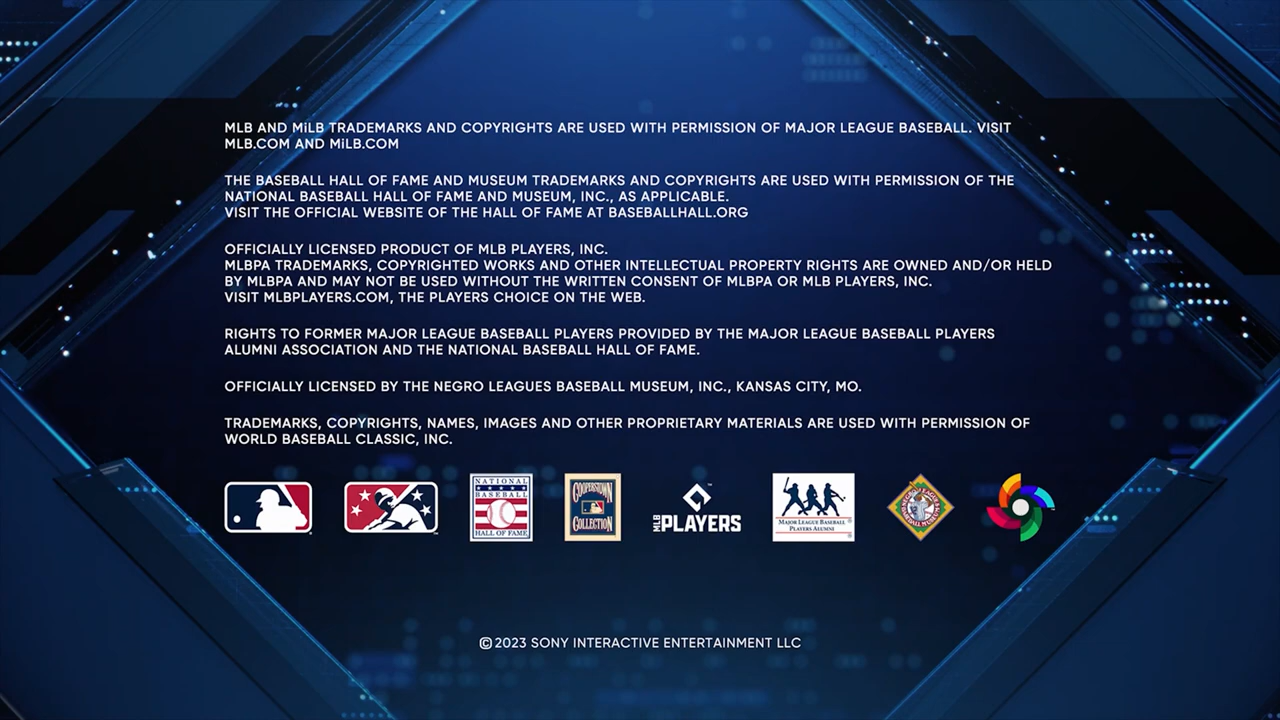 MLB AND MiLB TRADEMARKS AND COPYRIGHTS ARE USED WITH PERMISSION OF MAJOR LEAGUE BASEBALL. VISIT
MLB.COM AND MiLB.COM
THE BASEBALL HALL OF FAME AND MUSEUM TRADEMARKS AND COPYRIGHTS ARE USED WITH PERMISSION OF THE
NATIONAL BASEBALL HALL OF FAME AND MUSEUM, INC., AS APPLICABLE.
VISIT THE OFFICIAL WEBSITE OF THE HALL OF FAME AT BASEBALLHALL.ORG
OFFICIALLY LICENSED PRODUCT OF MLB PLAYERS, INC.
MLBPA TRADEMARKS, COPYRIGHTED WORKS AND OTHER INTELLECTUAL PROPERTY RIGHTS ARE OWNED AND/OR HELD
BY MLBPA AND MAY NOT BE USED WITHOUT THE WRITTEN CONSENT OF MLBPA OR MLB PLAYERS, INC.
VISIT MLBPLAYERS.COM, THE PLAYERS CHOICE ON THE WEB.
RIGHTS TO FORMER MAJOR LEAGUE BASEBALL PLAYERS PROVIDED BY THE MAJOR LEAGUE BASEBALL PLAYERS
ALUMNI ASSOCIATION AND THE NATIONAL BASEBALL HALL OF FAME.
OFFICIALLY LICENSED BY THE NEGRO LEAGUES BASEBALL MUSEUM, INC., KANSAS CITY, MO.
TRADEMARKS, COPYRIGHTS, NAMES, IMAGES AND OTHER PROPRIETARY MATERIALS ARE USED WITH PERMISSION OF
WORLD BASEBALL CLASSIC, INC.
NATIONAL
BASEBALL
HALL OF FAME
COOPERSTOWN
COLLECTION
MLB PLAYERS
MAJOR LEAGUE BASEBALL
PLAYERS ALUMNI
© 2023 SONY INTERACTIVE ENTERTAINMENT LLC